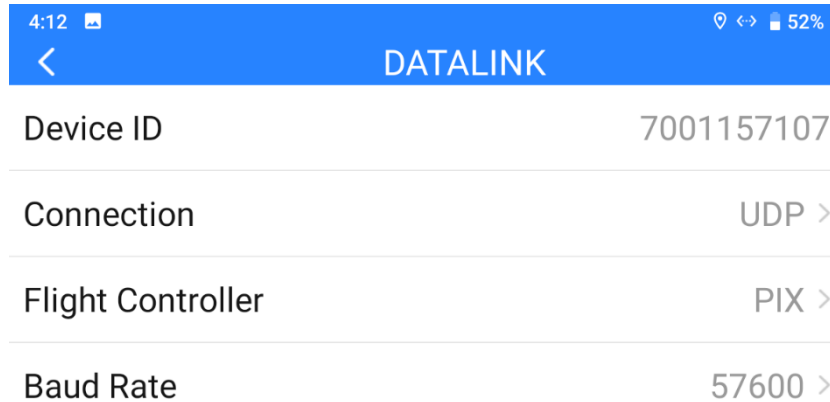 4:12 52%
DATALINK
Device ID 7001157107
Connection UDP
Flight Controller PIX
Baud Rate 57600